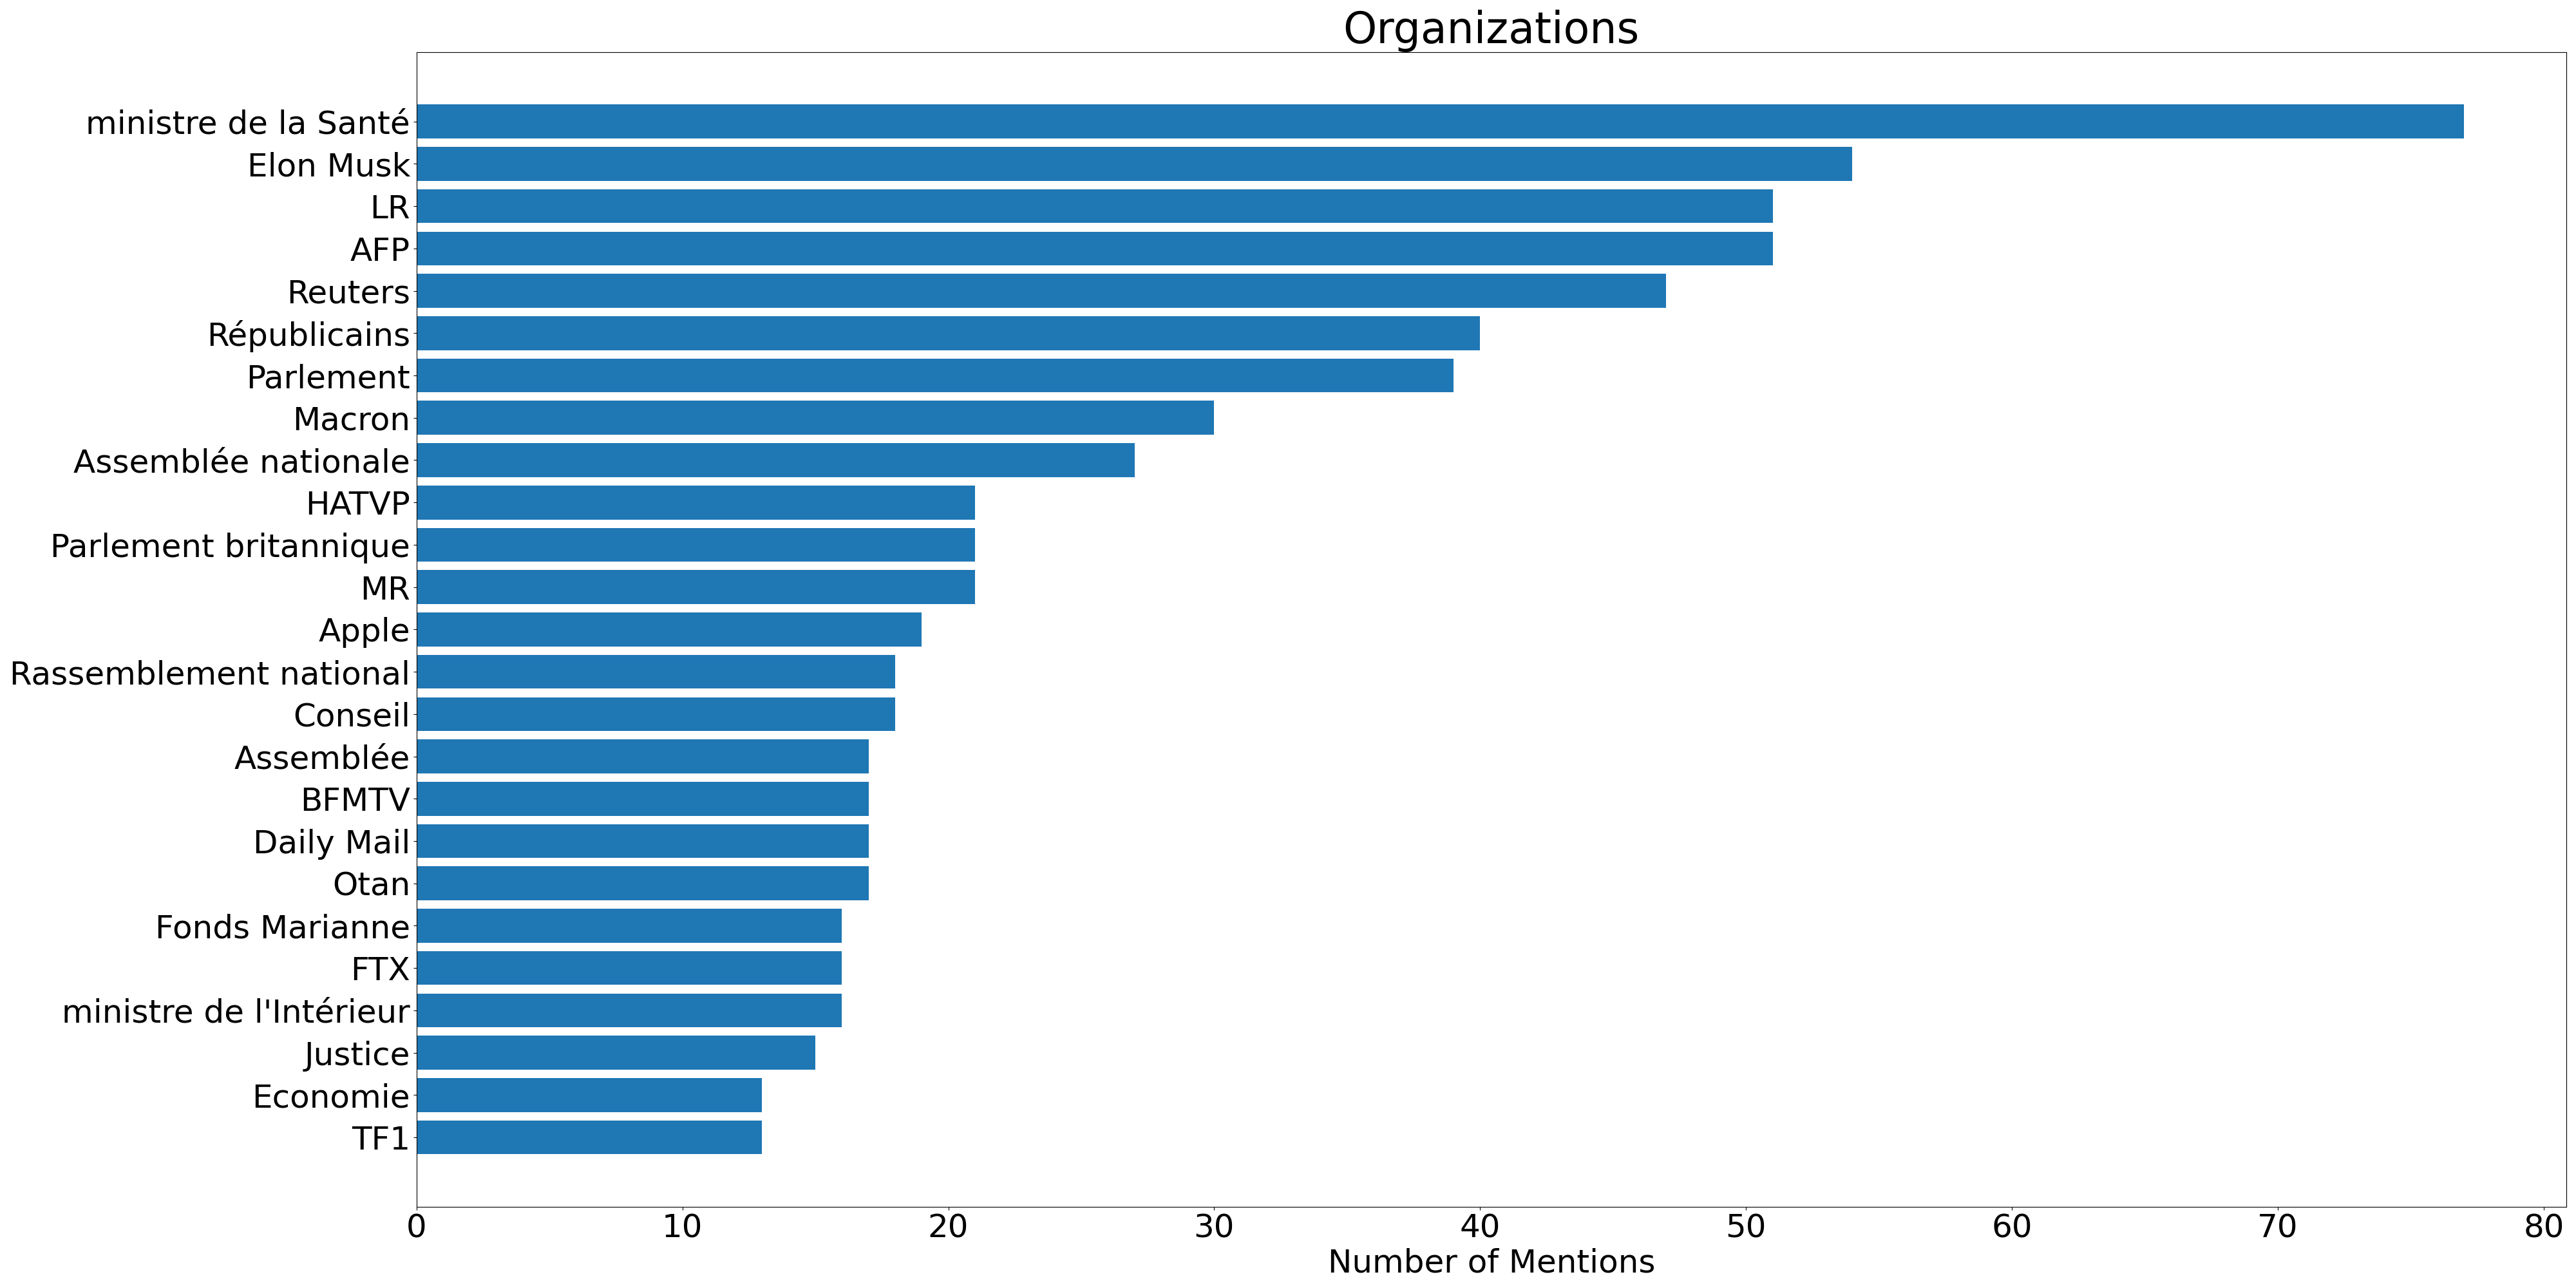 Organizations
ministre de la Santé
Elon Musk
LR
AFP
Reuters
Républicains
Parlement
Macron
Assemblée nationale
HATVP
Parlement britannique
MR
Apple
Rassemblement national
Conseil
Assemblée
BFMTV
Daily Mail
Otan
Fonds Marianne
FTX
ministre de l'Intérieur
Justice
Economie
TF1
0 10 20 30 40 50 60 70 80
Number of Mentions